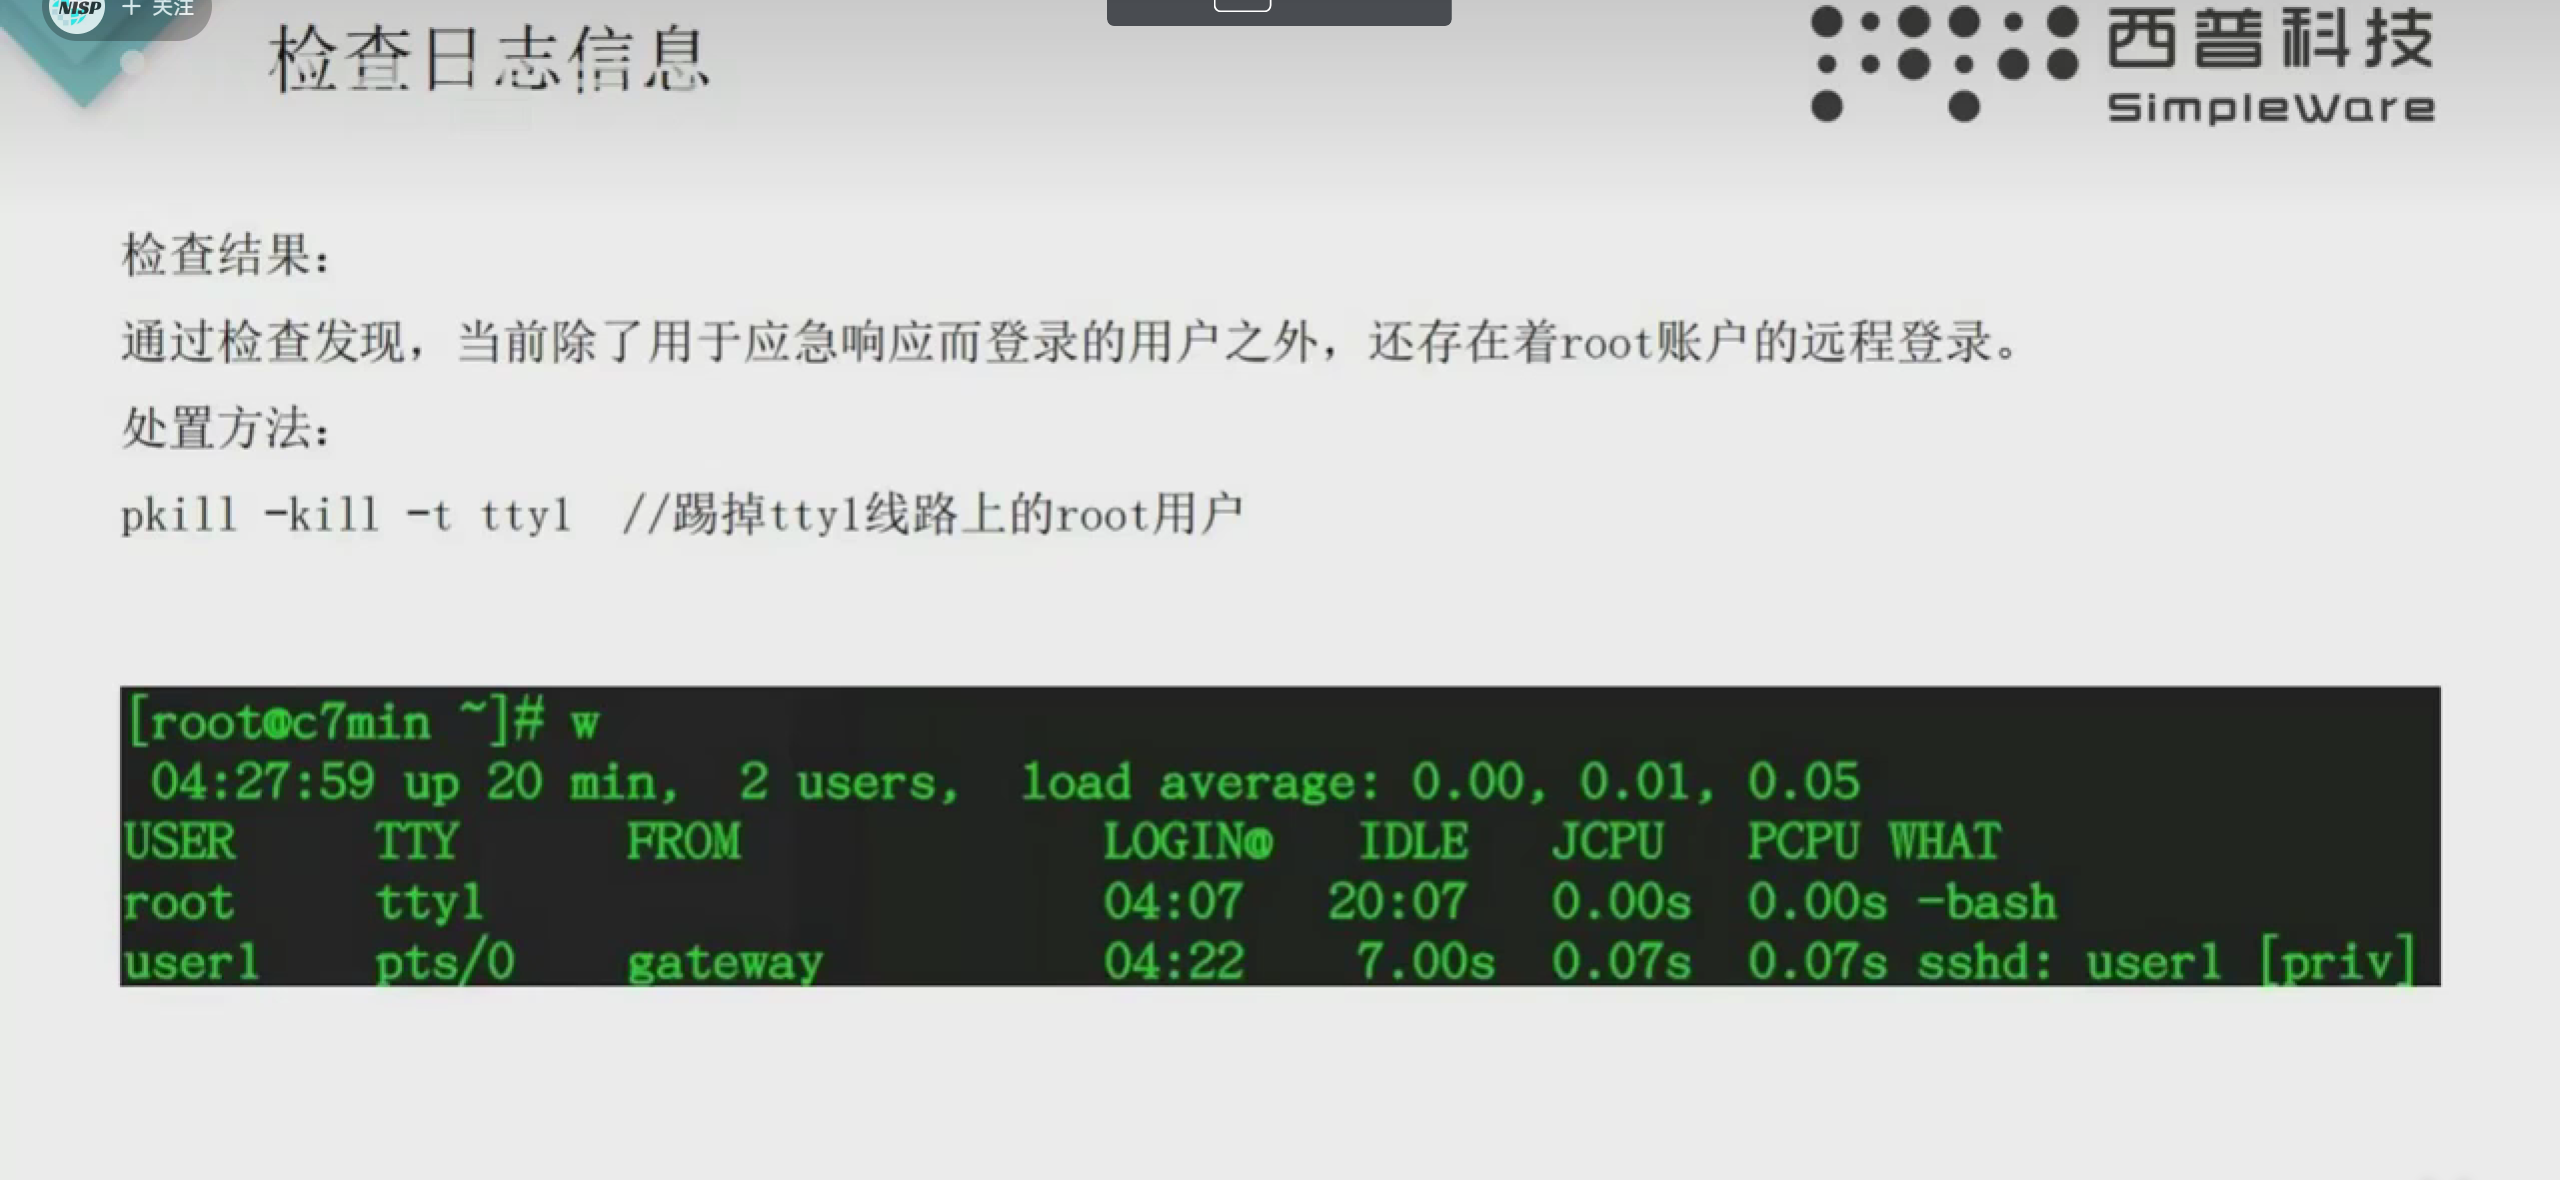 NISP
+ 关注
检查日志信息
西普科技
SimpleWare
检查结果：
通过检查发现，当前除了用于应急响应而登录的用户之外，还存在着root账户的远程登录。
处置方法：
pkill -kill -t tty1  //踢掉tty1线路上的root用户
[root@c7min ~]# w
 04:27:59 up 20 min,  2 users,  load average: 0.00, 0.01, 0.05
USER     TTY      FROM             LOGIN@   IDLE   JCPU   PCPU WHAT
root     tty1                      04:07   20:07   0.00s  0.00s -bash
user1    pts/0    gateway          04:22    7.00s  0.07s  0.07s sshd: user1 [priv]